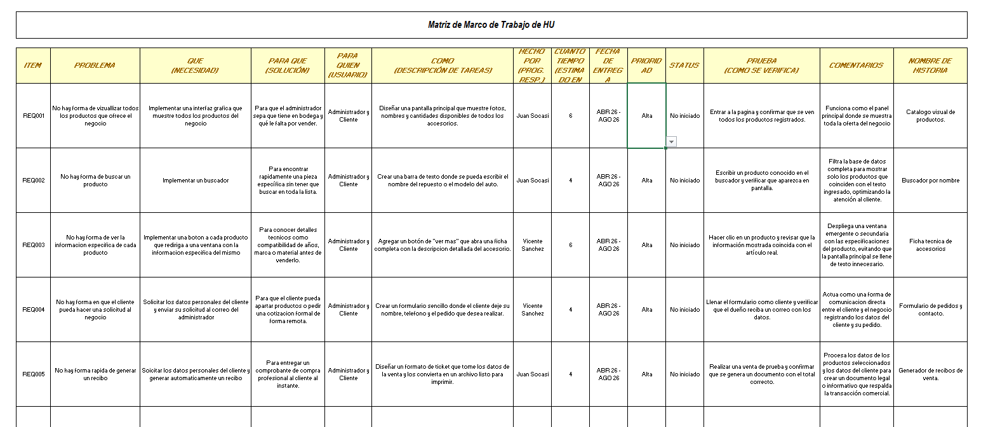 Matriz de Marco de Trabajo de HU
ITEM
PROBLEMA
QUE
(NECESIDAD)
PARA QUE
(SOLUCIÓN)
PARA
QUIEN
(USUARIO)
COMO
(DESCRIPCIÓN DE TAREAS)
HECHO
POR
(PROG.
RESP.)
CUANTO
TIEMPO
(ESTIMA
DO EN
FECHA
DE
ENTREG
A
PRIORID
AD
STATUS
PRUEBA
(COMO SE VERIFICA)
COMENTARIOS
NOMBRE DE
HISTORIA
REQ001
No hay forma de vizuallizar todos
los productos que ofrece el
negocio
Implementar una interfaz grafica que
muestre todos los productos del
negocio
Para que el administrador
sepa que tiene en bodega y
qué le falta por vender.
Administrador y
Cliente
Diseñar una pantalla principal que muestre fotos,
nombres y cantidades disponibles de todos los
accesorios.
Juan Socasi
6
ABR 26 -
AGO 26
Alta
No iniciado
Entrar a la pagina y confirmar que se ven
todos los productos registrados.
Funciona como el panel
principal donde se muestra
toda la oferta del negocio
Catalogo visual de
productos.
REQ002
No hay forma de buscar un
producto
Implementar un buscador
Para encontrar
rapidamente una pieza
específica sin tener que
buscar en toda la lista.
Administrador y
Cliente
Crear una barra de texto donde se pueda escribir el
nombre del repuesto o el modelo del auto.
Juan Socasi
4
ABR 26 -
AGO 26
Alta
No iniciado
Escribir un producto conocido en el
buscador y verificar que aparezca en
pantalla.
Filtra la base de datos
completa para mostrar
solo los productos que
coinciden con el texto
ingresado, optimizando la
atención al cliente.
Buscador por nombre
REQ003
No hay forma de ver la
informacion especifica de cada
producto
Implementar una boton a cada producto
que rediriga a una ventana con la
informacion especifica del mismo
Para conocer detalles
tecnicos como
compatibilidad de años,
marca o material antes de
venderlo.
Administrador y
Cliente
Agregar un botón de "ver mas" que abra una ficha
completa con la descripcion detallada del accesorio.
Vicente
Sanchez
6
ABR 26 -
AGO 26
Alta
No iniciado
Hacer clic en un producto y revisar que la
información mostrada coincida con el
artículo real.
Despliega una ventana
emergente o secundaria
con las especificaciones
del producto, evitando que
la pantalla principal se llene
de texto innecesario.
Ficha tecnica de
accesorios
REQ004
No hay forma en que el cliente
pueda hacer una solicitud al
negocio
Solicitar los datos personales del cliente
y enviar su solicitud al correo del
administrador
Para que el cliente pueda
apartar productos o pedir
una cotizacion formal de
forma remota.
Administrador y
Cliente
Crear un formulario sencillo donde el cliente deje su
nombre, telefono y el pedido que desea realizar.
Vicente
Sanchez
4
ABR 26 -
AGO 26
Alta
No iniciado
Llenar el formulario como cliente y verificar
que el dueño reciba un correo con los
datos.
Actua como una forma de
comunicacion directa
entre el cliente y el negocio
registrando los datos del
cliente y su pedido.
Formulario de pedidos y
contacto.
REQ005
No hay forma rapida de generar
un recibo
Soicitar los datos personales del cliente y
generar automaticamente un recibo
Para entregar un
comprobante de compra
profesional al cliente al
instante.
Administrador y
Cliente
Diseñar un formato de ticket que tome los datos de
la venta y los convierta en un archivo listo para
imprimir.
Juan Socasi
4
ABR 26 -
AGO 26
Alta
No iniciado
Realizar una venta de prueba y confirmar
que se genera un documento con el total
correcto.
Procesa los datos de los
productos seleccionados
y los datos del cliente para
crear un documento legal
o informativo que respalda
la transacción comercial.
Generador de recibos de
venta.